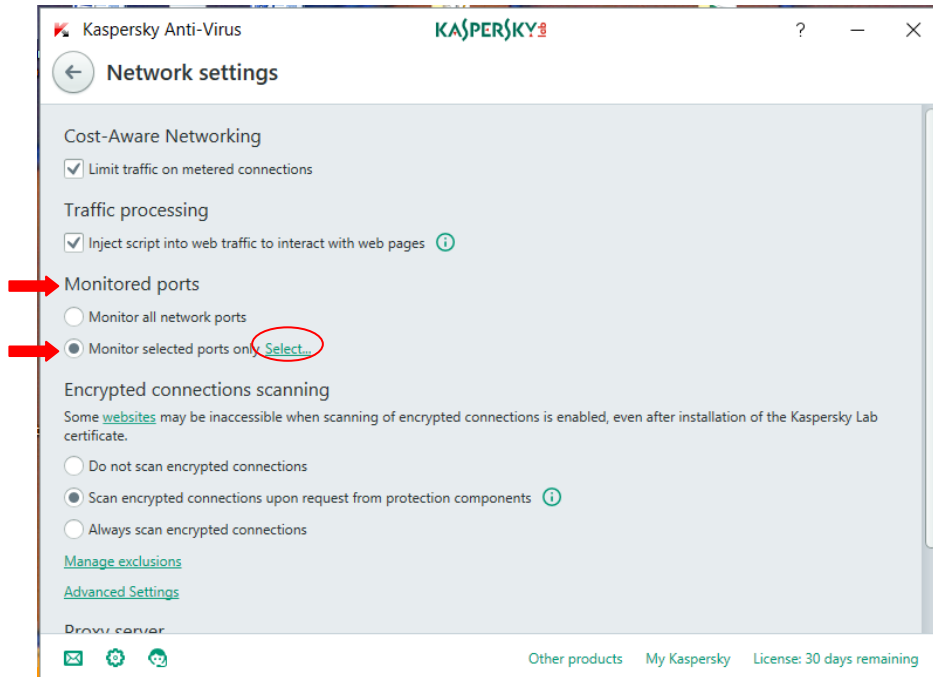 Kaspersky Anti-Virus
KASPERSKY lab
?
Network settings
Cost-Aware Networking
Limit traffic on metered connections
Traffic processing
Inject script into web traffic to interact with web pages
Monitored ports
Monitor all network ports
Monitor selected ports only Select...
Encrypted connections scanning
Some websites may be inaccessible when scanning of encrypted connections is enabled, even after installation of the Kaspersky Lab
certificate.
Do not scan encrypted connections
Scan encrypted connections upon request from protection components
Always scan encrypted connections
Manage exclusions
Advanced Settings
Proxy server
Other products My Kaspersky License: 30 days remaining